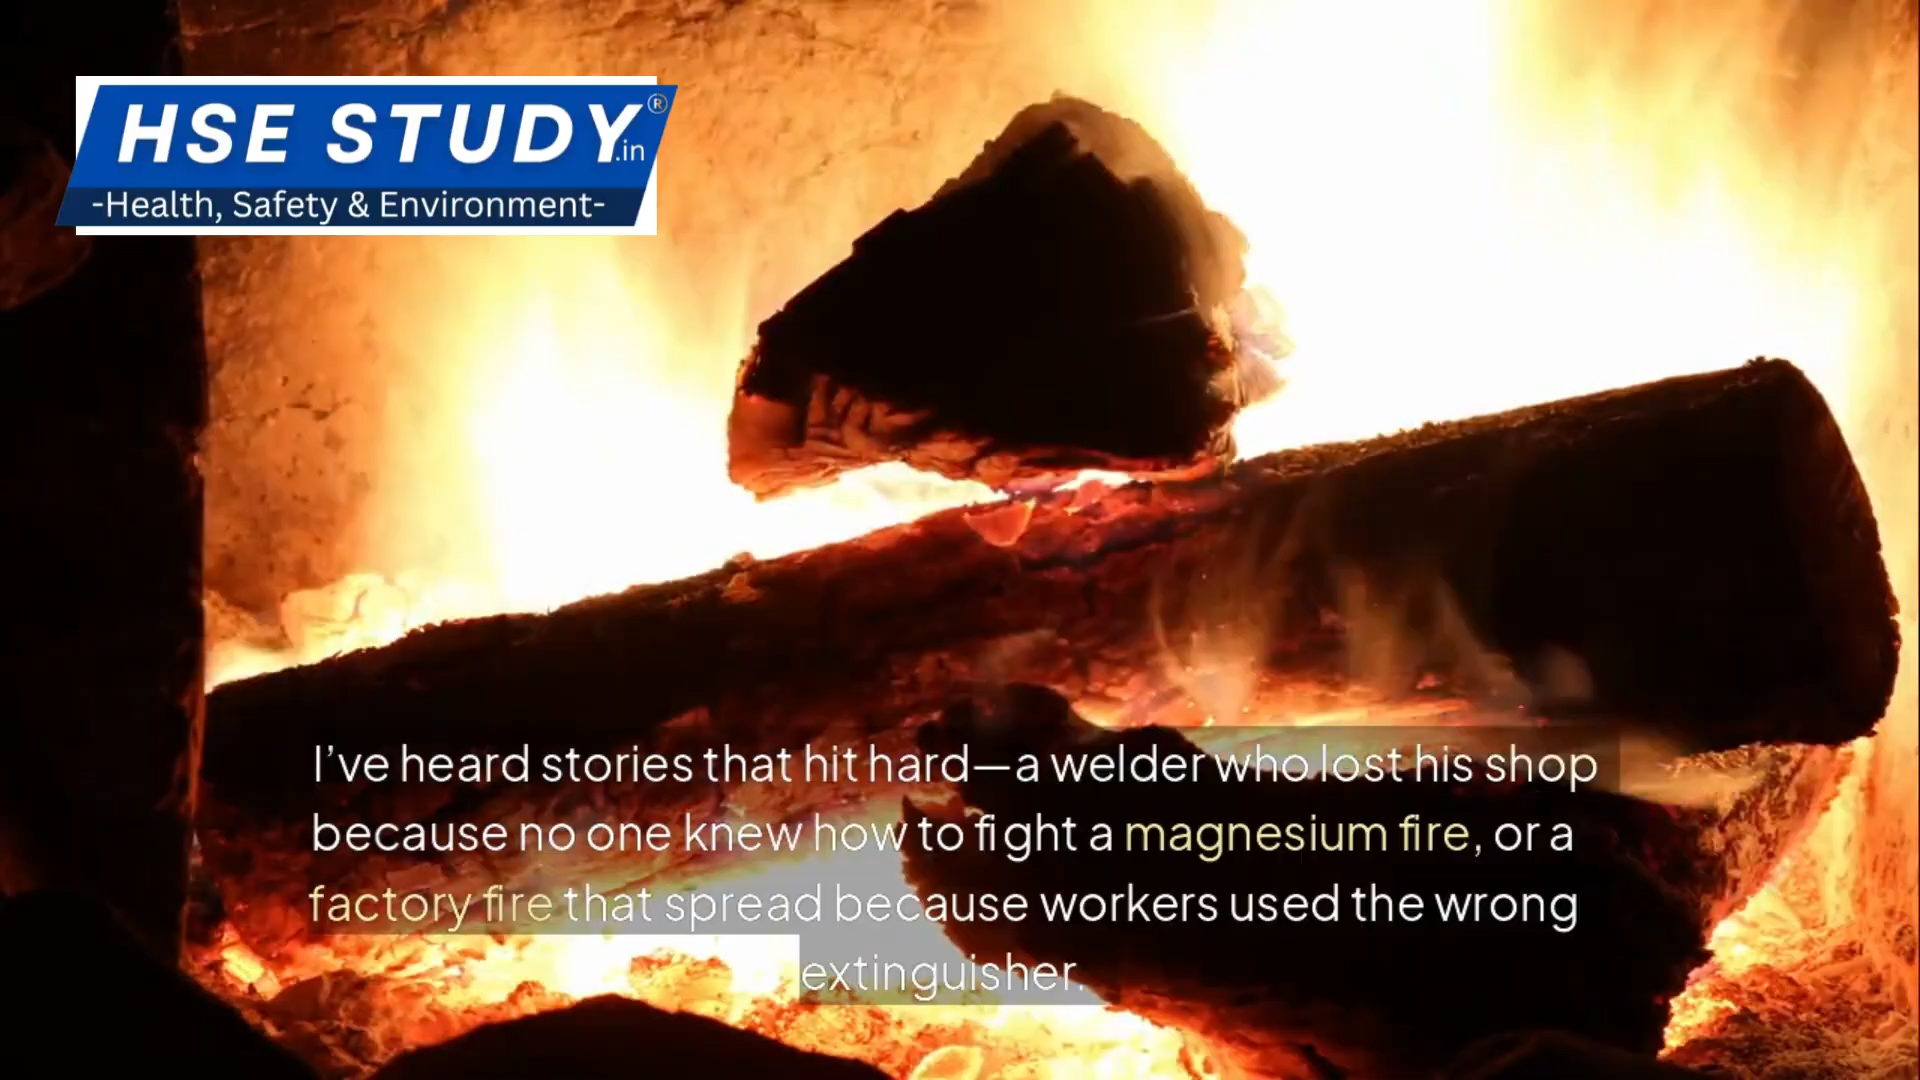 HSE STUDY.in®
-Health, Safety & Environment-
I’ve heard stories that hit hard—a welder who lost his shop
because no one knew how to fight a magnesium fire, or a
factory fire that spread because workers used the wrong
extinguisher.